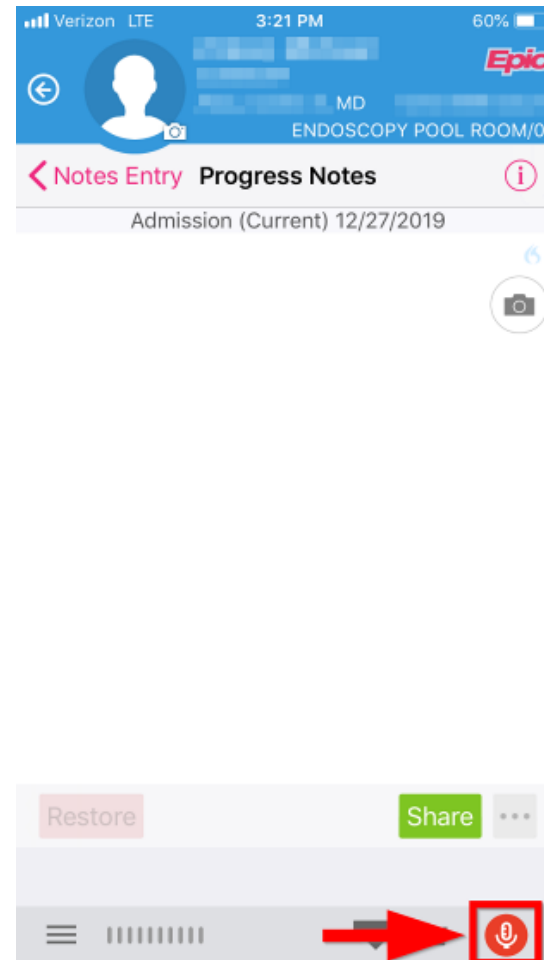 Verizon LTE 3:21 PM 60%
Epic
MD
ENDOSCOPY POOL ROOM/0
Notes Entry Progress Notes i
Admission (Current) 12/27/2019
Restore Share ...